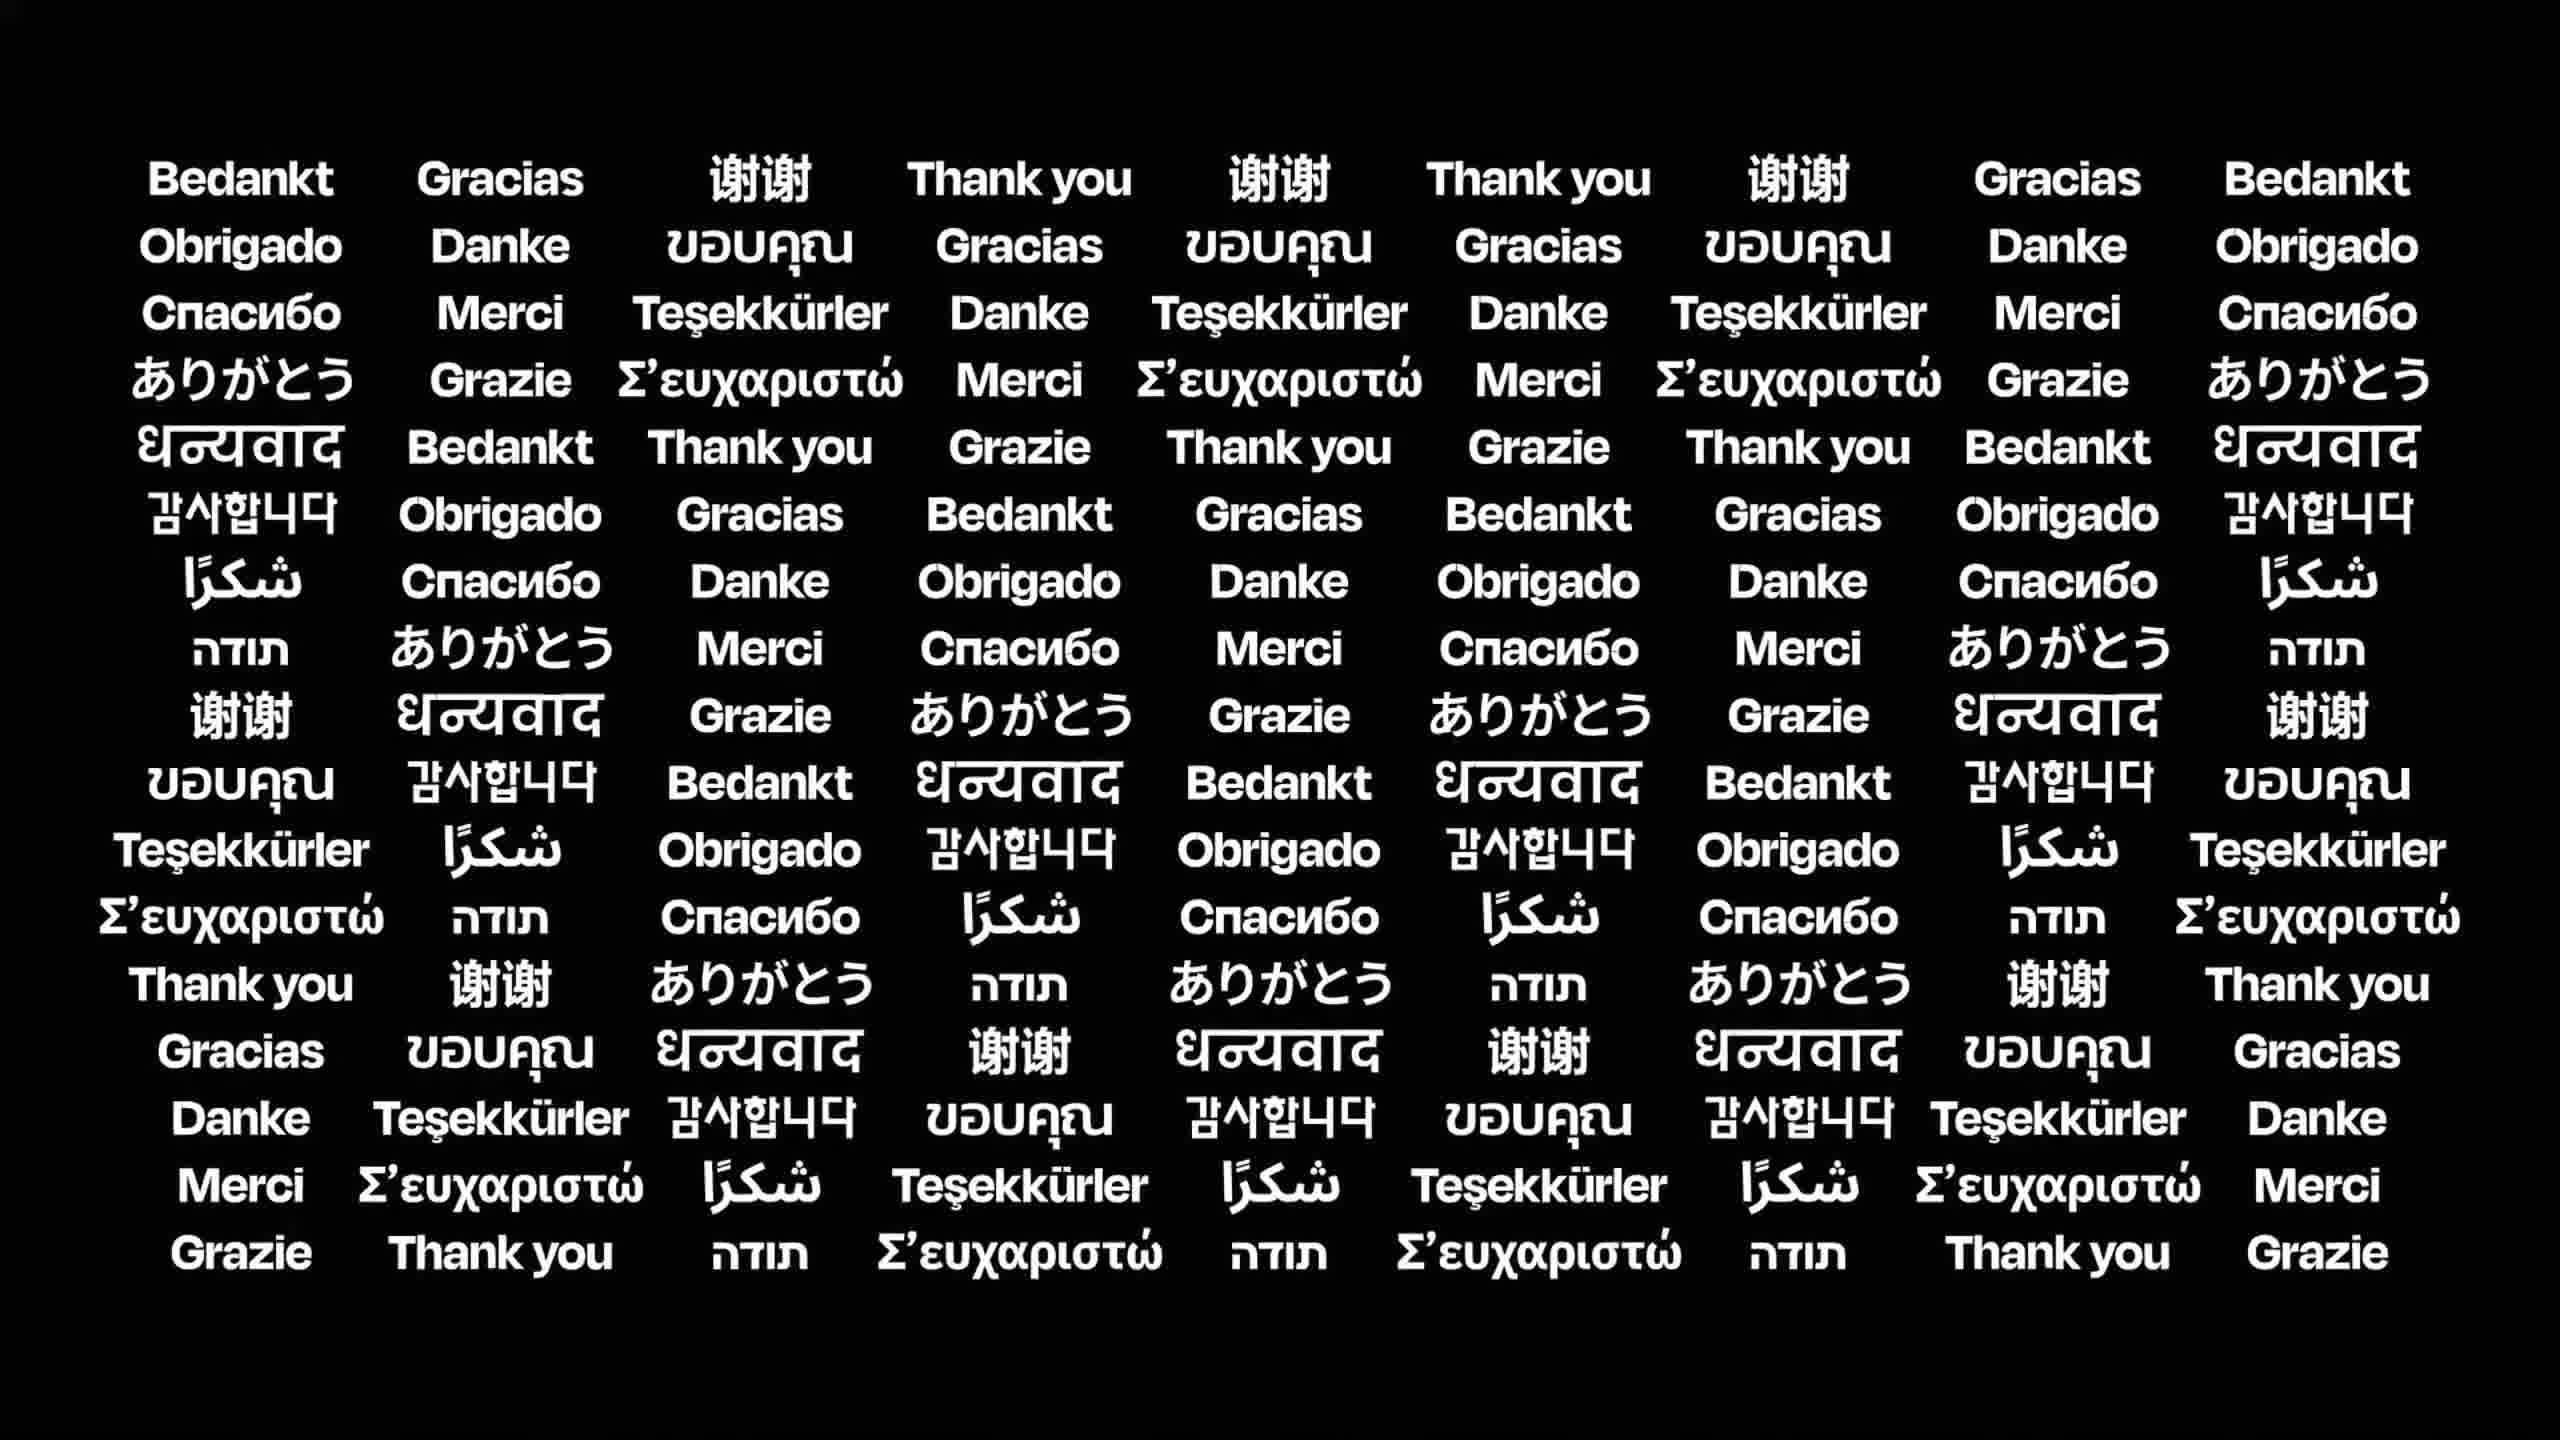 Bedankt Gracias 谢谢 Thank you 谢谢 Thank you 谢谢 Gracias Bedankt
Obrigado Danke ขอบคุณ Gracias ขอบคุณ Gracias ขอบคุณ Danke Obrigado
Спасибо Merci Teşekkürler Danke Teşekkürler Danke Teşekkürler Merci Спасибо
ありがとう Grazie Σ’ευχαριστώ Merci Σ’ευχαριστώ Merci Σ’ευχαριστώ Grazie ありがとう
धन्यवाद Bedankt Thank you Grazie Thank you Grazie Thank you Bedankt धन्यवाद
감사합니다 Obrigado Gracias Bedankt Gracias Bedankt Gracias Obrigado 감사합니다
شكرًا Спасибо Danke Obrigado Danke Obrigado Danke Спасибо شكرًا
תודה ありがとう Merci Спасибо Merci Спасибо Merci ありがとう תודה
谢谢 धन्यवाद Grazie ありがとう Grazie ありがとう Grazie धन्यवाद 谢谢
ขอบคุณ 감사합니다 Bedankt धन्यवाद Bedankt धन्यवाद Bedankt 감사합니다 ขอบคุณ
Teşekkürler شكرًا Obrigado 감사합니다 Obrigado 감사합니다 Obrigado شكرًا Teşekkürler
Σ’ευχαριστώ תודה Спасибо شكرًا Спасибо شكرًا Спасибо תודה Σ’ευχαριστώ
Thank you 谢谢 ありがとう תודה ありがとう תודה ありがとう 谢谢 Thank you
Gracias ขอบคุณ धन्यवाद 谢谢 धन्यवाद 谢谢 धन्यवाद ขอบคุณ Gracias
Danke Teşekkürler 감사합니다 ขอบคุณ 감사합니다 ขอบคุณ 감사합니다 Teşekkürler Danke
Merci Σ’ευχαριστώ شكرًا Teşekkürler شكرًا Teşekkürler شكرًا Σ’ευχαριστώ Merci
Grazie Thank you תודה Σ’ευχαριστώ תודה Σ’ευχαριστώ תודה Thank you Grazie